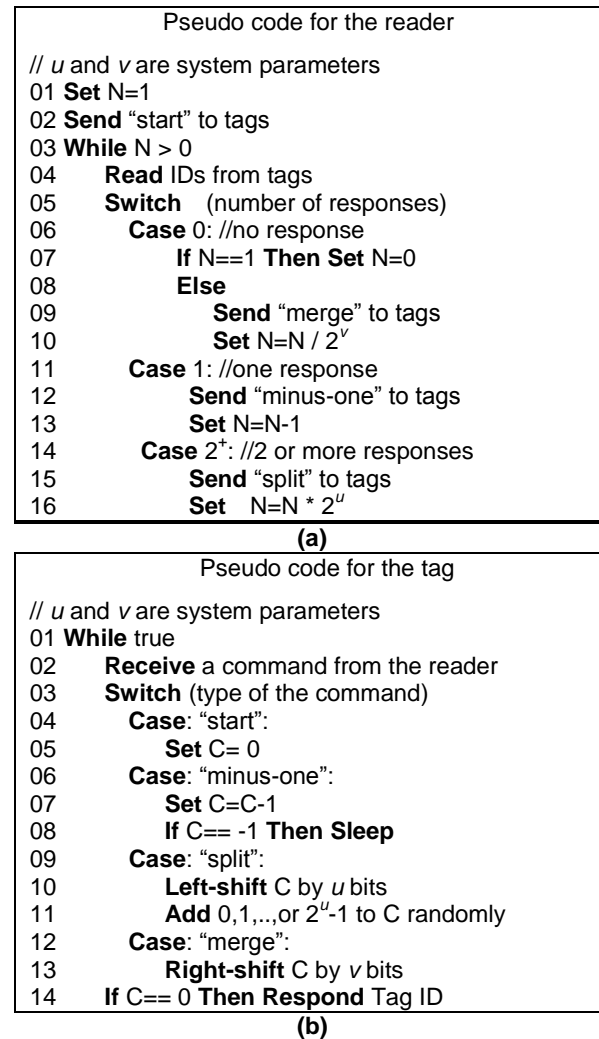 Pseudo code for the reader
// u and v are system parameters
01 Set N=1
02 Send “start” to tags
03 While N > 0
04 Read IDs from tags
05 Switch (number of responses)
06 Case 0: //no response
07 If N==1 Then Set N=0
08 Else
09 Send “merge” to tags
10 Set N=N / 2^v
11 Case 1: //one response
12 Send “minus-one” to tags
13 Set N=N-1
14 Case 2⁺: //2 or more responses
15 Send “split” to tags
16 Set N=N * 2^u
(a)
Pseudo code for the tag
// u and v are system parameters
01 While true
02 Receive a command from the reader
03 Switch (type of the command)
04 Case: “start”:
05 Set C= 0
06 Case: “minus-one”:
07 Set C=C-1
08 If C== -1 Then Sleep
09 Case: “split”:
10 Left-shift C by u bits
11 Add 0,1,..,or 2^u-1 to C randomly
12 Case: “merge”:
13 Right-shift C by v bits
14 If C== 0 Then Respond Tag ID
(b)